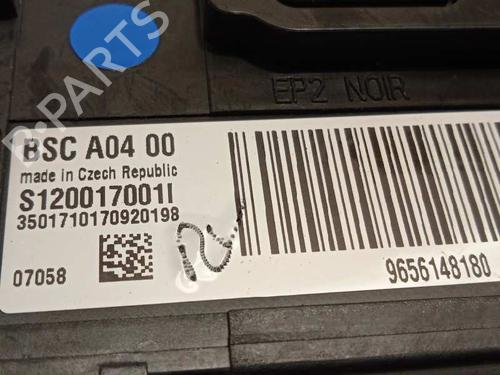 B-PARTS
EP2 NOIR
BSC A04 00
made in Czech Republic
S120017001I
3501710170920198
07058
9656148180